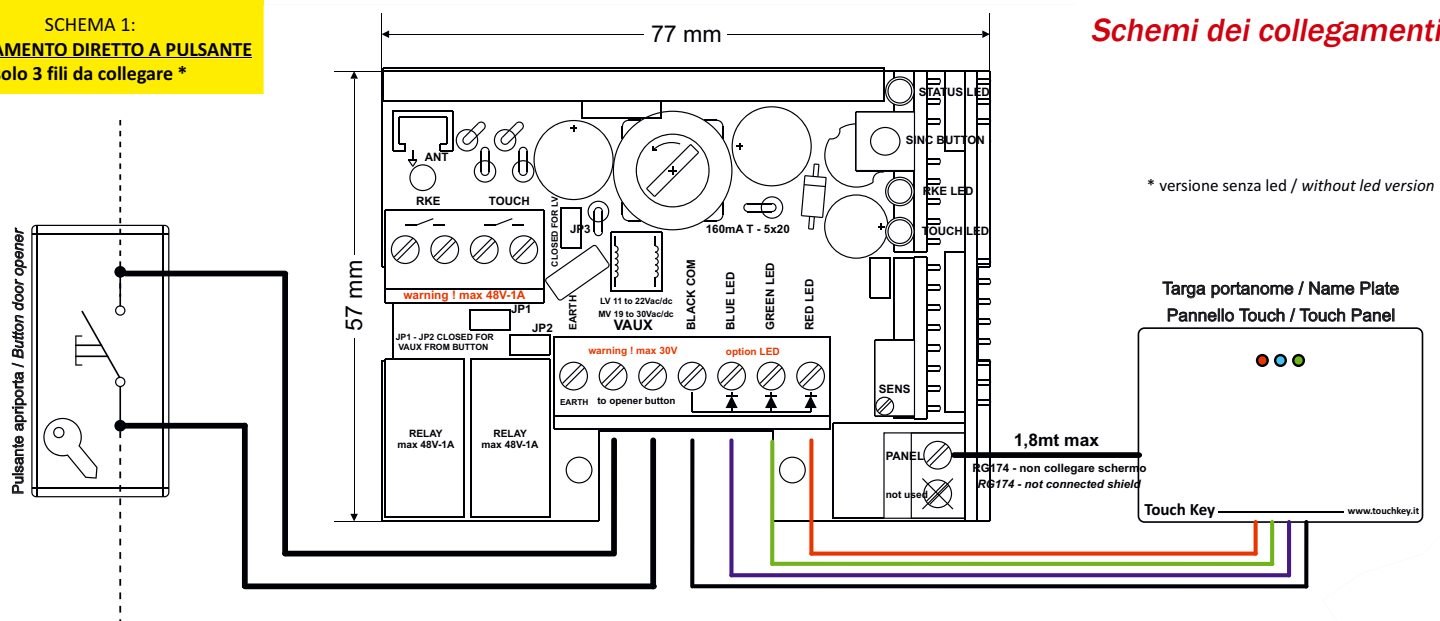 SCHEMA 1:
AMENTO DIRETTO A PULSANTE
solo 3 fili da collegare *
77 mm
Schemi dei collegamenti
STATUS LED
SINC BUTTON
RKE LED
TOUCH LED
* versione senza led / without led version
ANT
RKE
TOUCH
CLOSED FOR LV
JP3
160mA T - 5x20
57 mm
Pulsante apriporta / Button door opener
warning ! max 48V-1A
JP1
JP2
JP1 - JP2 CLOSED FOR
VAUX FROM BUTTON
EARTH
LV 11 to 22Vac/dc
MV 19 to 30Vac/dc
VAUX
BLACK COM
BLUE LED
GREEN LED
RED LED
warning ! max 30V
option LED
EARTH
to opener button
SENS
RELAY
max 48V-1A
RELAY
max 48V-1A
PANEL
not used
1,8mt max
RG174 - non collegare schermo
RG174 - not connected shield
Targa portanome / Name Plate
Pannello Touch / Touch Panel
Touch Key
www.touchkey.it